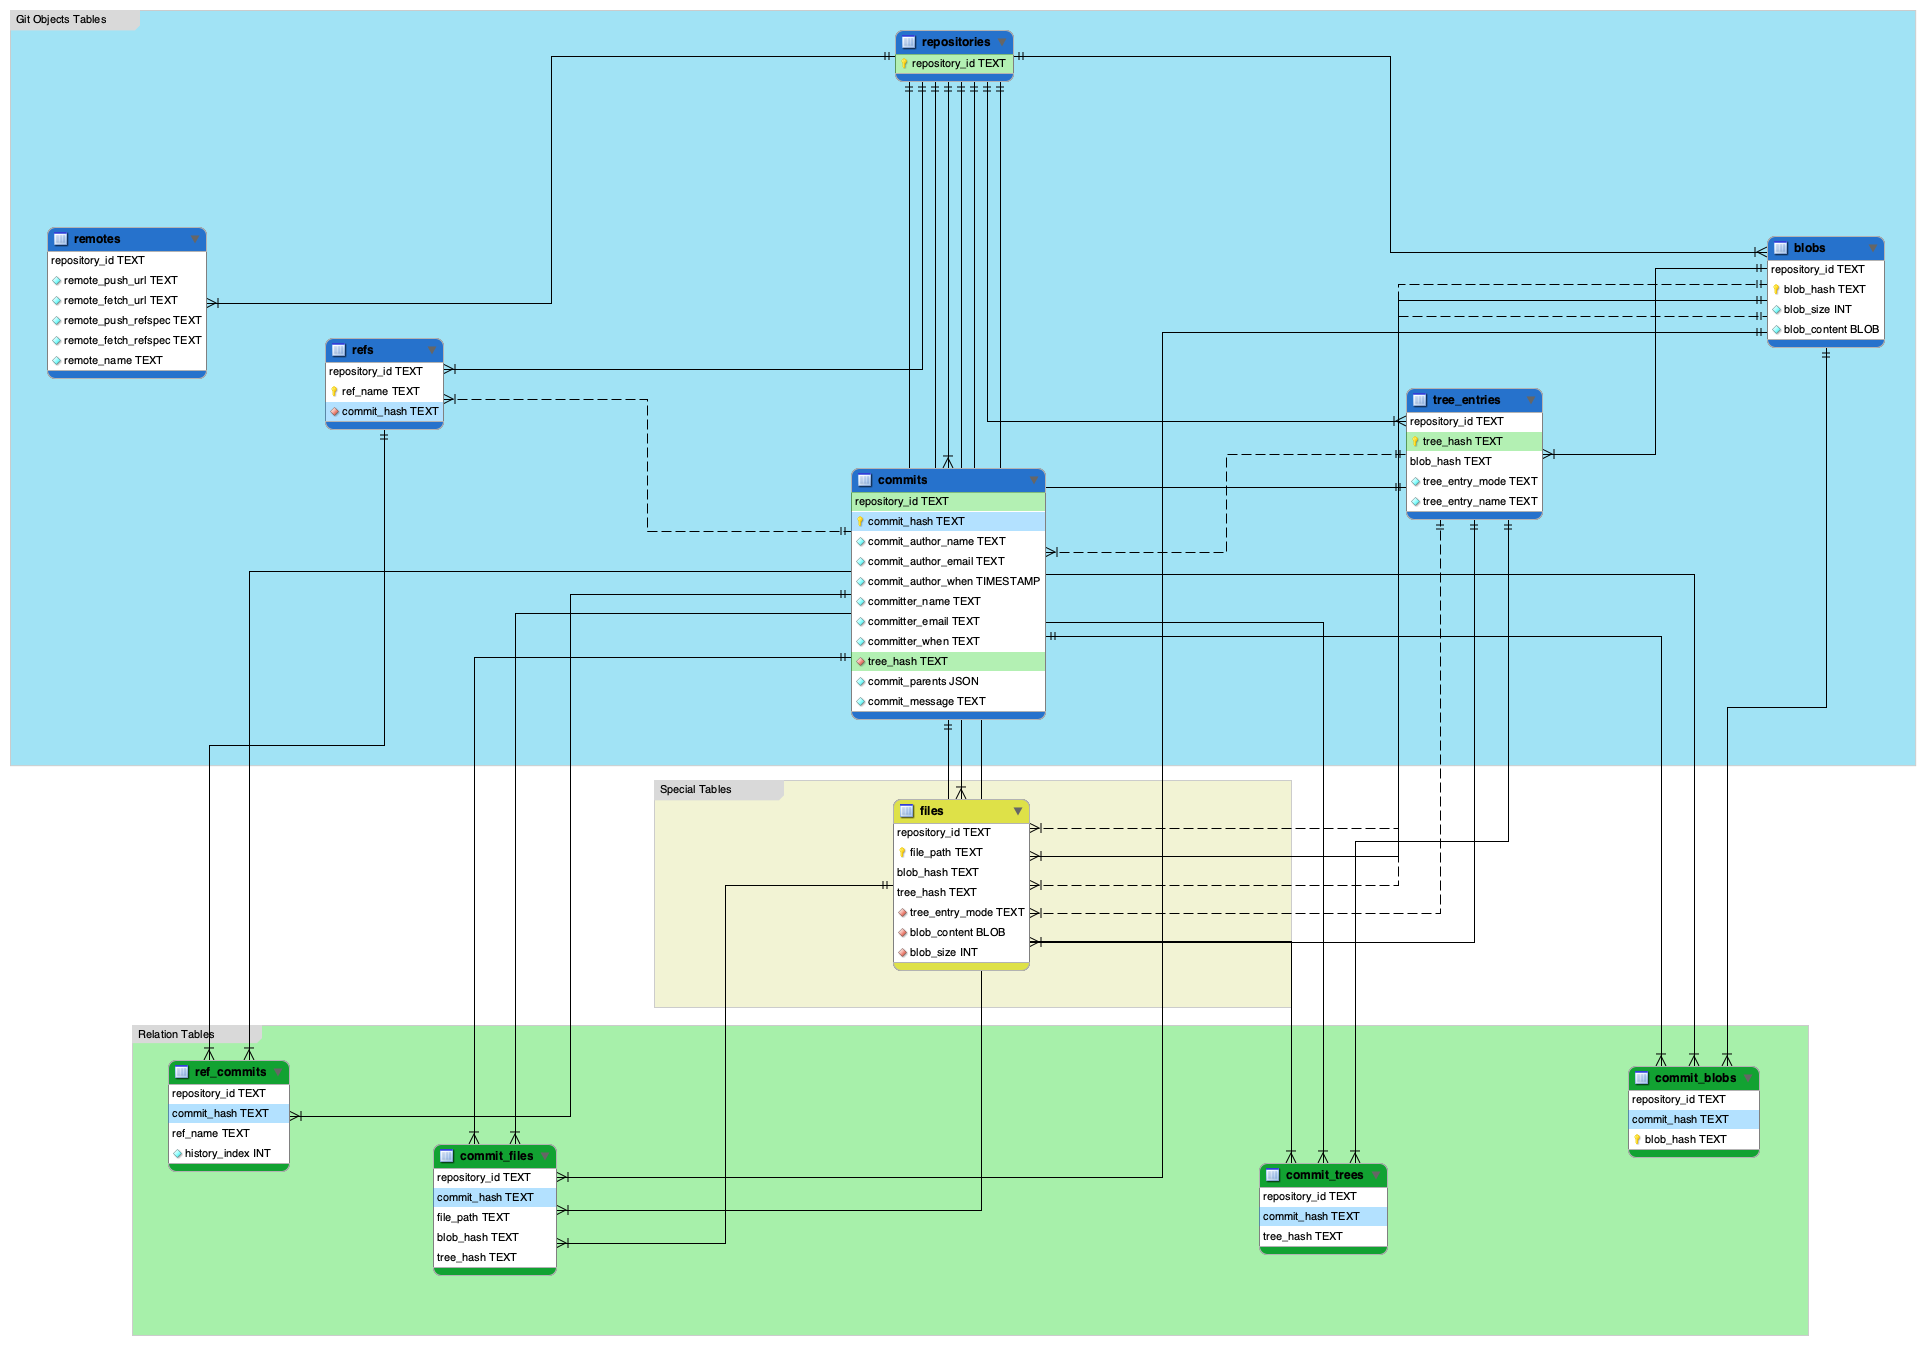 Git Objects Tables
repositories
repository_id TEXT
remotes
repository_id TEXT
remote_push_url TEXT
remote_fetch_url TEXT
remote_push_refspec TEXT
remote_fetch_refspec TEXT
remote_name TEXT
blobs
repository_id TEXT
blob_hash TEXT
blob_size INT
blob_content BLOB
refs
repository_id TEXT
ref_name TEXT
commit_hash TEXT
tree_entries
repository_id TEXT
tree_hash TEXT
blob_hash TEXT
tree_entry_mode TEXT
tree_entry_name TEXT
commits
repository_id TEXT
commit_hash TEXT
commit_author_name TEXT
commit_author_email TEXT
commit_author_when TIMESTAMP
committer_name TEXT
committer_email TEXT
committer_when TEXT
tree_hash TEXT
commit_parents JSON
commit_message TEXT
Special Tables
files
repository_id TEXT
file_path TEXT
blob_hash TEXT
tree_hash TEXT
tree_entry_mode TEXT
blob_content BLOB
blob_size INT
Relation Tables
ref_commits
repository_id TEXT
commit_hash TEXT
ref_name TEXT
history_index INT
commit_files
repository_id TEXT
commit_hash TEXT
file_path TEXT
blob_hash TEXT
tree_hash TEXT
commit_trees
repository_id TEXT
commit_hash TEXT
tree_hash TEXT
commit_blobs
repository_id TEXT
commit_hash TEXT
blob_hash TEXT